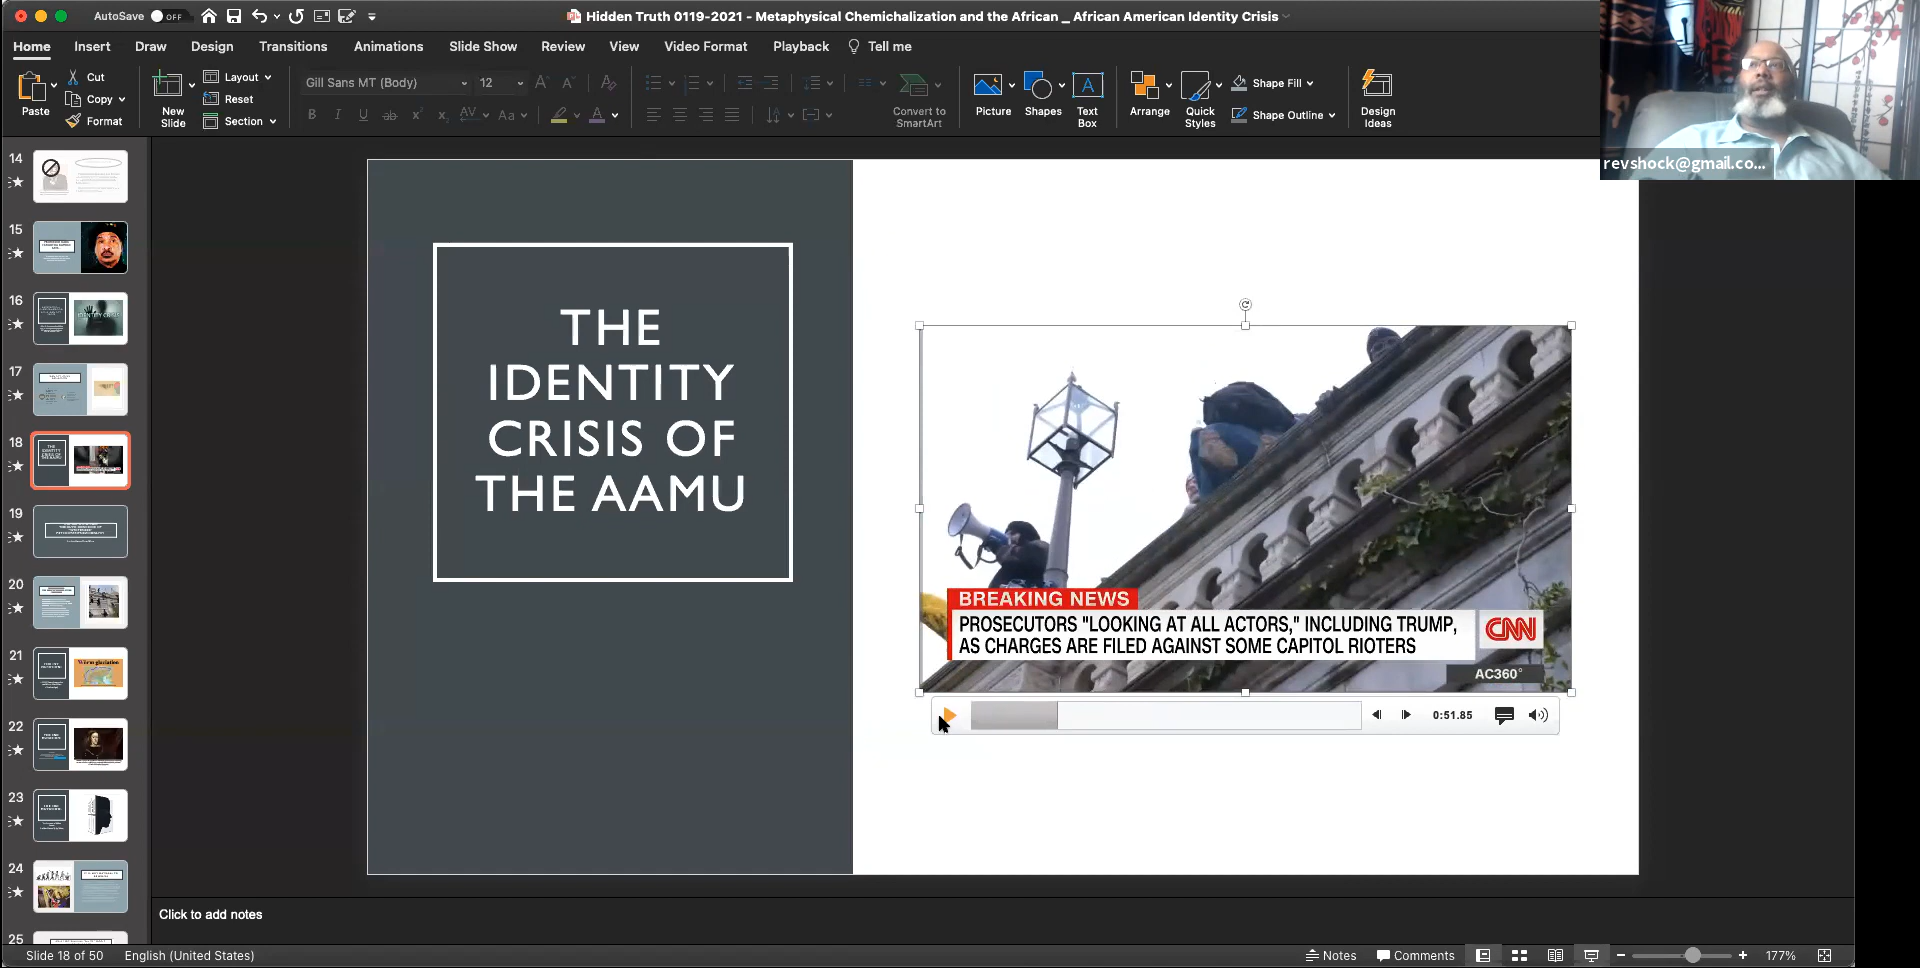 AutoSave OFF
Hidden Truth 0119-2021 - Metaphysical Chemichalization and the African _ African American Identity Crisis
Home Insert Draw Design Transitions Animations Slide Show Review View Video Format Playback Tell me
Paste
Cut
Copy
Format
New
Slide
Layout
Reset
Section
Gill Sans MT (Body) 12
Convert to
SmartArt
Picture
Shapes
Text
Box
Arrange
Quick
Styles
Shape Fill
Shape Outline
Design
Ideas
revshock@gmail.co...
14
15
16
IDENTITY CRISIS
17
18
19
20
21
Warm glaciation
22
23
24
25
THE
IDENTITY
CRISIS OF
THE AAMU
BREAKING NEWS
PROSECUTORS "LOOKING AT ALL ACTORS," INCLUDING TRUMP,
AS CHARGES ARE FILED AGAINST SOME CAPITOL RIOTERS
CNN
AC360°
0:51.85
Click to add notes
Slide 18 of 50 English (United States)
Notes Comments 177%